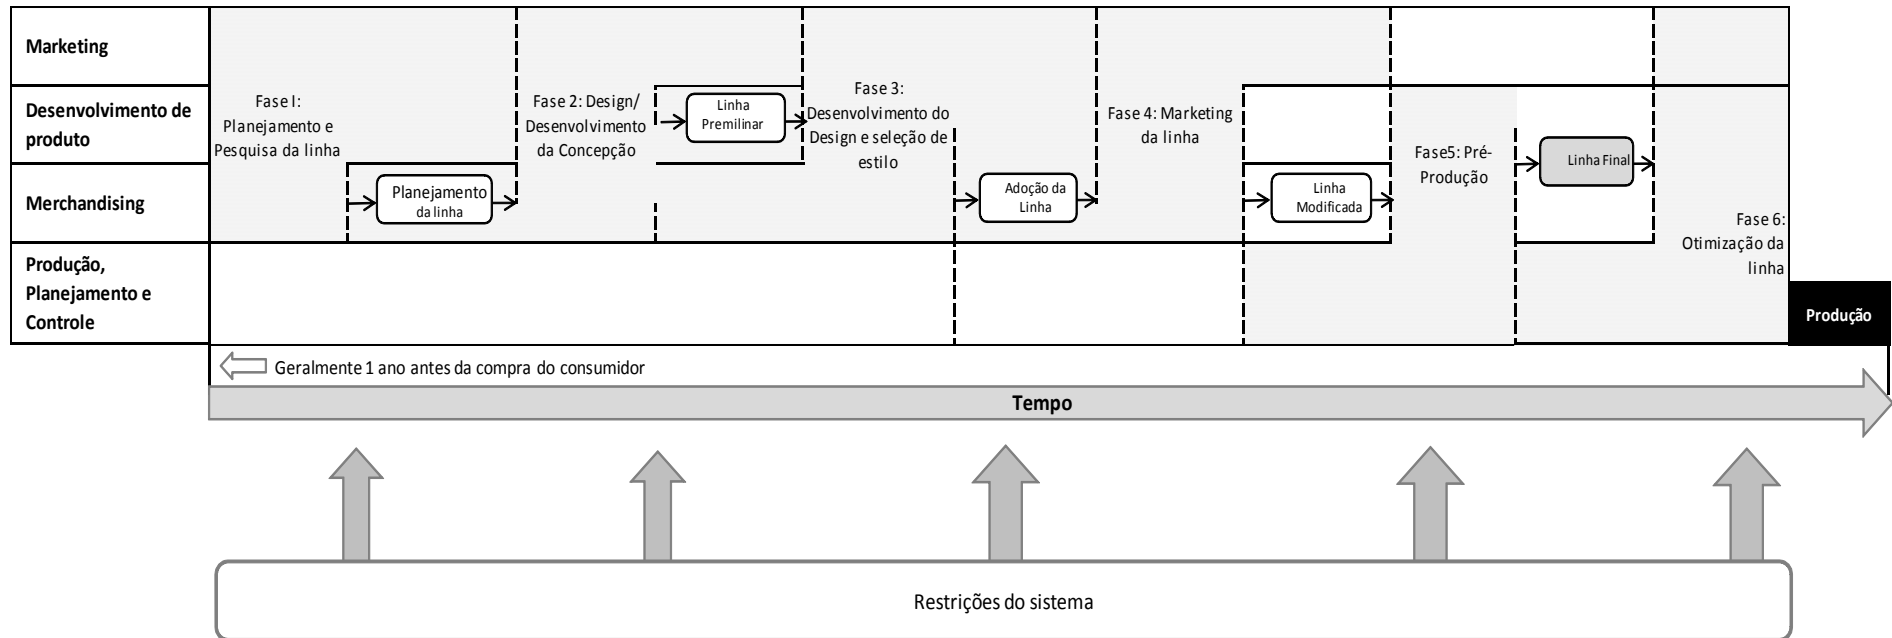 Marketing
Desenvolvimento de
produto
Merchandising
Produção,
Planejamento e
Controle
Fase I:
Planejamento e
Pesquisa da linha
Planejamento
da linha
Fase 2: Design/
Desenvolvimento
da Concepção
Linha
Premilinar
Fase 3:
Desenvolvimento do
Design e seleção de
estilo
Adoção da
Linha
Fase 4: Marketing
da linha
Linha
Modificada
Fase5: Pré-
Produção
Linha Final
Fase 6:
Otimização da
linha
Produção
Geralmente 1 ano antes da compra do consumidor
Tempo
Restrições do sistema